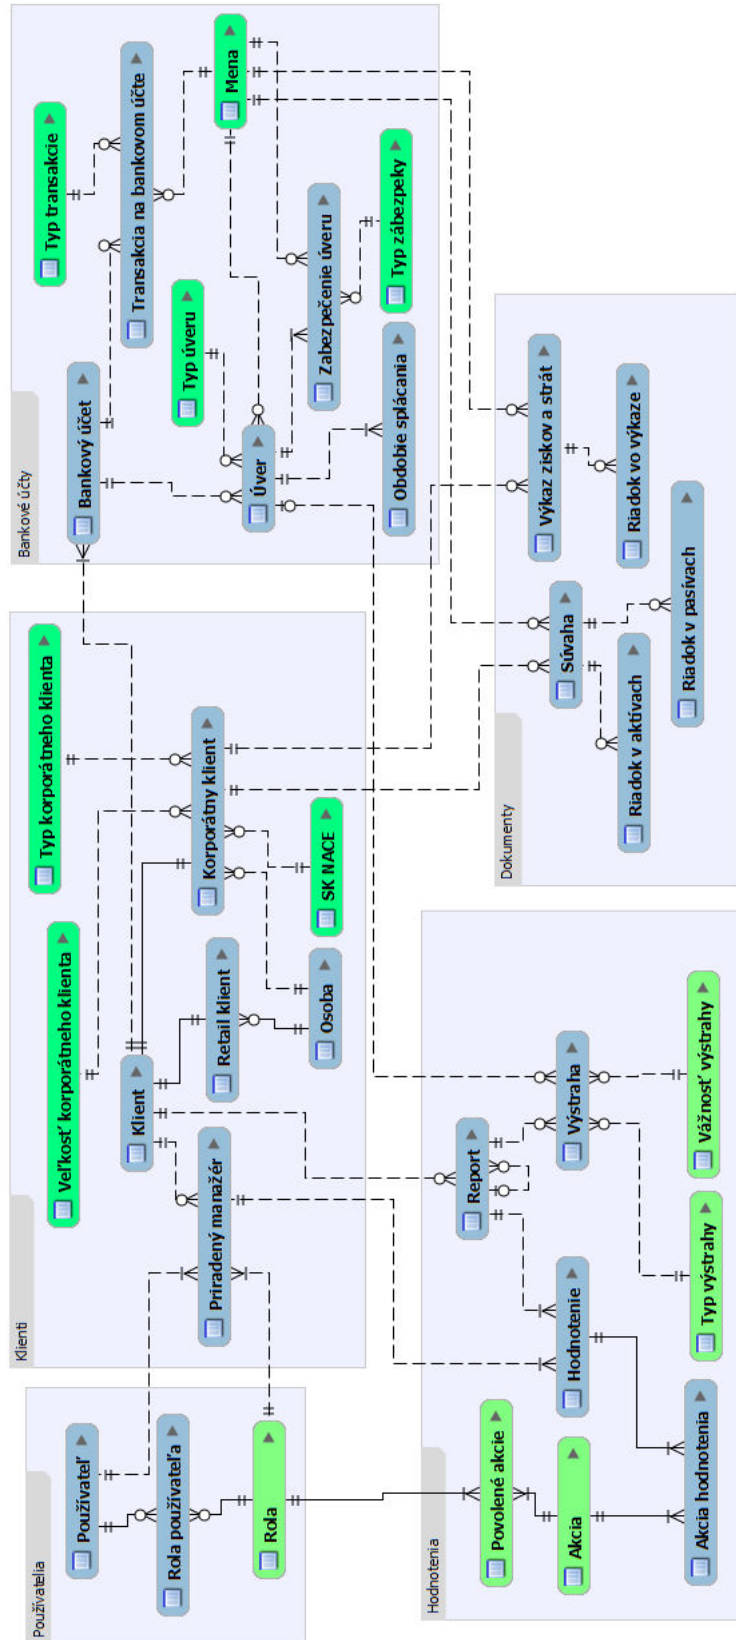 Používatelia
Používateľ
Rola používateľa
Rola
Klienti
Veľkosť korporátneho klienta
Typ korporátneho klienta
Klient
Priradený manažér
Retail klient
Korporátny klient
Osoba
SK NACE
Bankové účty
Bankový účet
Typ transakcie
Transakcia na bankovom účte
Typ úveru
Mena
Úver
Zabezpečenie úveru
Obdobie splácania
Typ zábezpeky
Hodnotenia
Povolené akcie
Report
Akcia
Hodnotenie
Výstraha
Akcia hodnotenia
Typ výstrahy
Vážnosť výstrahy
Dokumenty
Súvaha
Výkaz ziskov a strát
Riadok v aktívach
Riadok vo výkaze
Riadok v pasívach